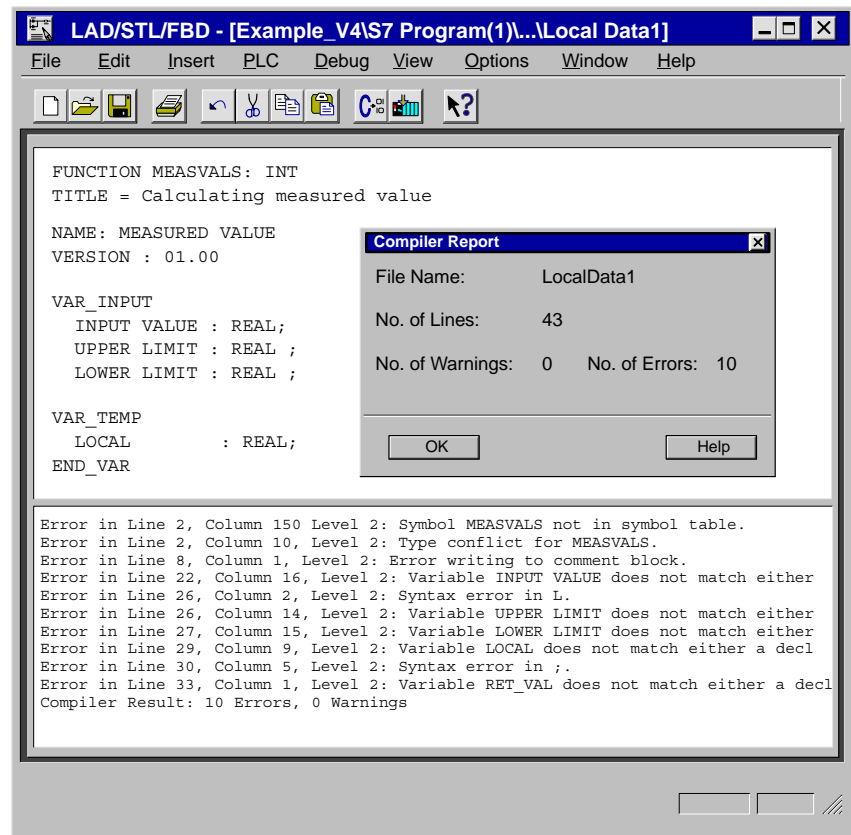 LAD/STL/FBD - [Example_V4\S7 Program(1)\...\Local Data1]
File Edit Insert PLC Debug View Options Window Help
FUNCTION MEASVALS: INT
TITLE = Calculating measured value
NAME: MEASURED VALUE
VERSION : 01.00
VAR_INPUT
INPUT VALUE : REAL;
UPPER LIMIT : REAL ;
LOWER LIMIT : REAL ;
VAR_TEMP
LOCAL : REAL;
END_VAR
Compiler Report
File Name: LocalData1
No. of Lines: 43
No. of Warnings: 0 No. of Errors: 10
OK Help
Error in Line 2, Column 150 Level 2: Symbol MEASVALS not in symbol table.
Error in Line 2, Column 10, Level 2: Type conflict for MEASVALS.
Error in Line 8, Column 1, Level 2: Error writing to comment block.
Error in Line 22, Column 16, Level 2: Variable INPUT VALUE does not match either
Error in Line 26, Column 2, Level 2: Syntax error in L.
Error in Line 26, Column 14, Level 2: Variable UPPER LIMIT does not match either
Error in Line 27, Column 15, Level 2: Variable LOWER LIMIT does not match either
Error in Line 29, Column 9, Level 2: Variable LOCAL does not match either a decl
Error in Line 30, Column 5, Level 2: Syntax error in ;.
Error in Line 33, Column 1, Level 2: Variable RET_VAL does not match either a decl
Compiler Result: 10 Errors, 0 Warnings